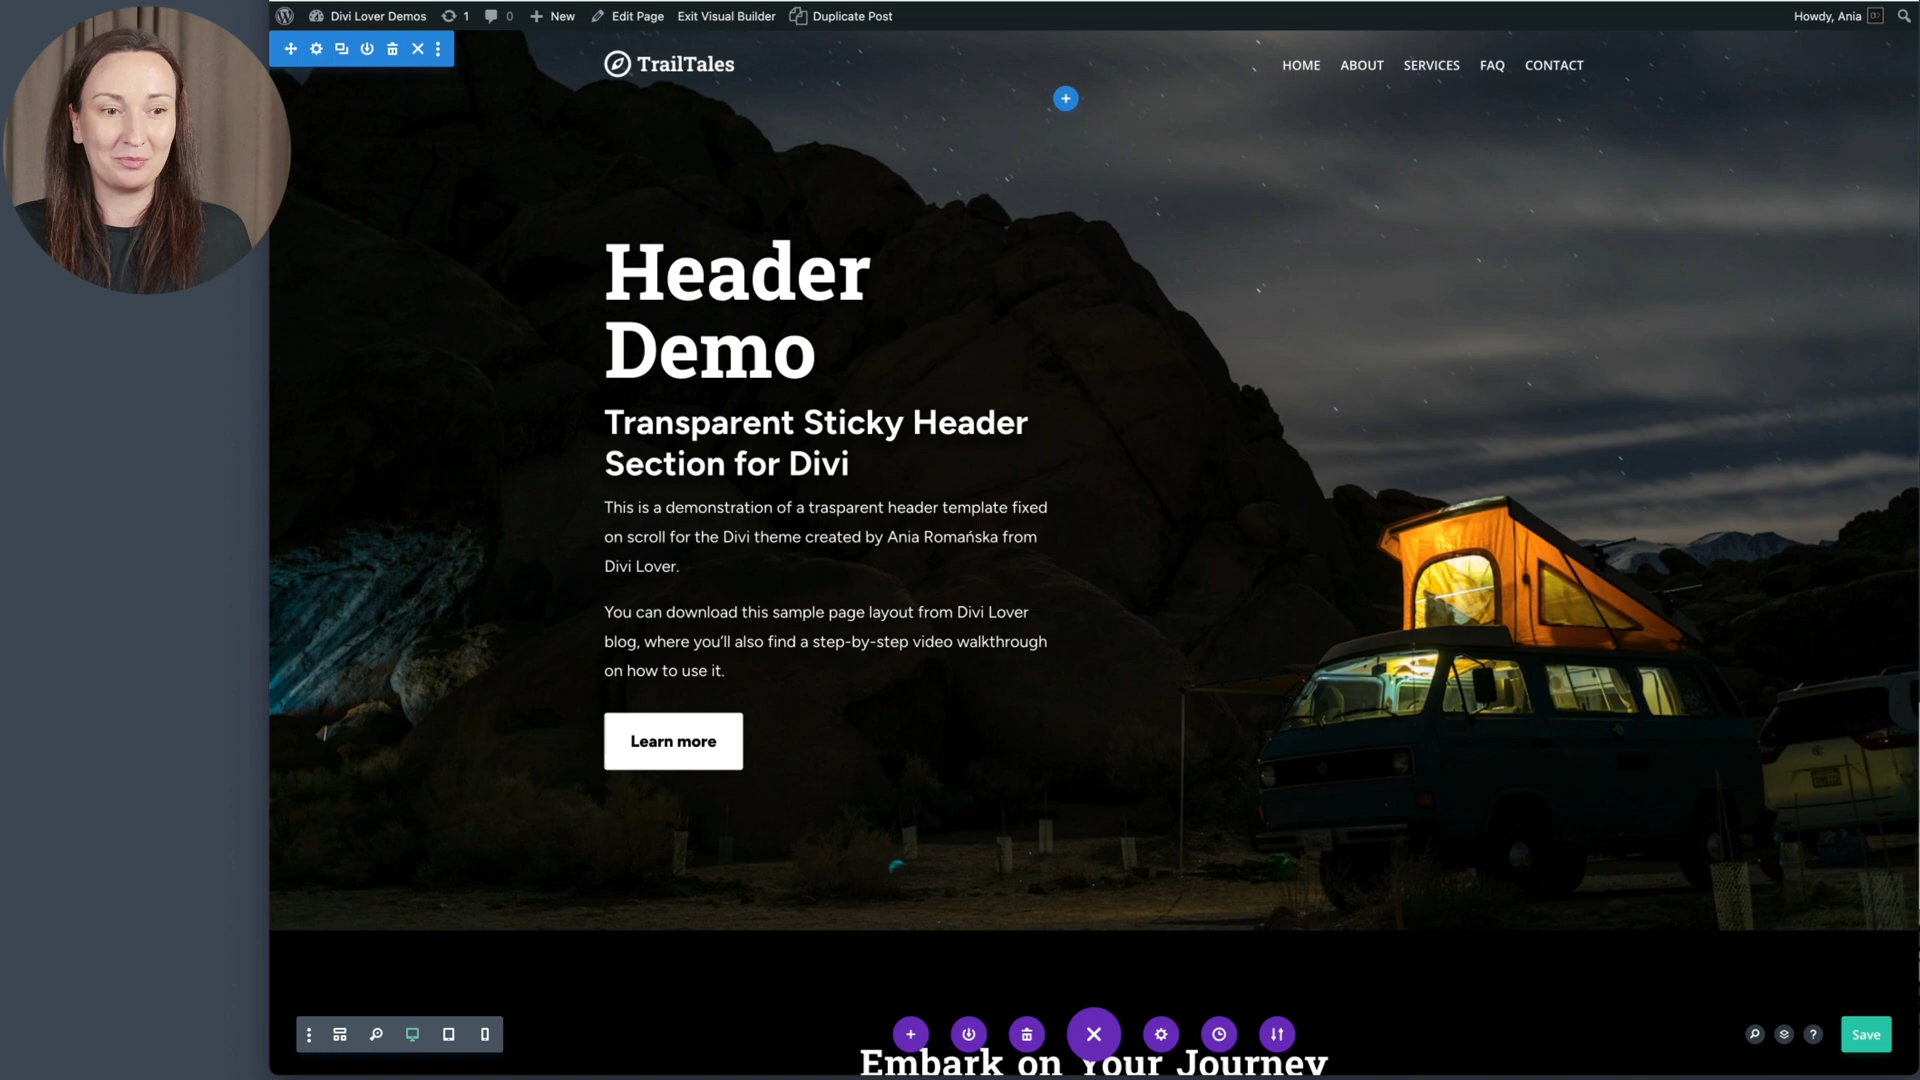 Divi Lover Demos 1 0 New Edit Page Exit Visual Builder Duplicate Post Howdy, Ania
TrailTales
HOME ABOUT SERVICES FAQ CONTACT
Header
Demo
Transparent Sticky Header
Section for Divi
This is a demonstration of a trasparent header template fixed
on scroll for the Divi theme created by Ania Romańska from
Divi Lover.
You can download this sample page layout from Divi Lover
blog, where you'll also find a step-by-step video walkthrough
on how to use it.
Learn more
Save
Embark on Your Journey